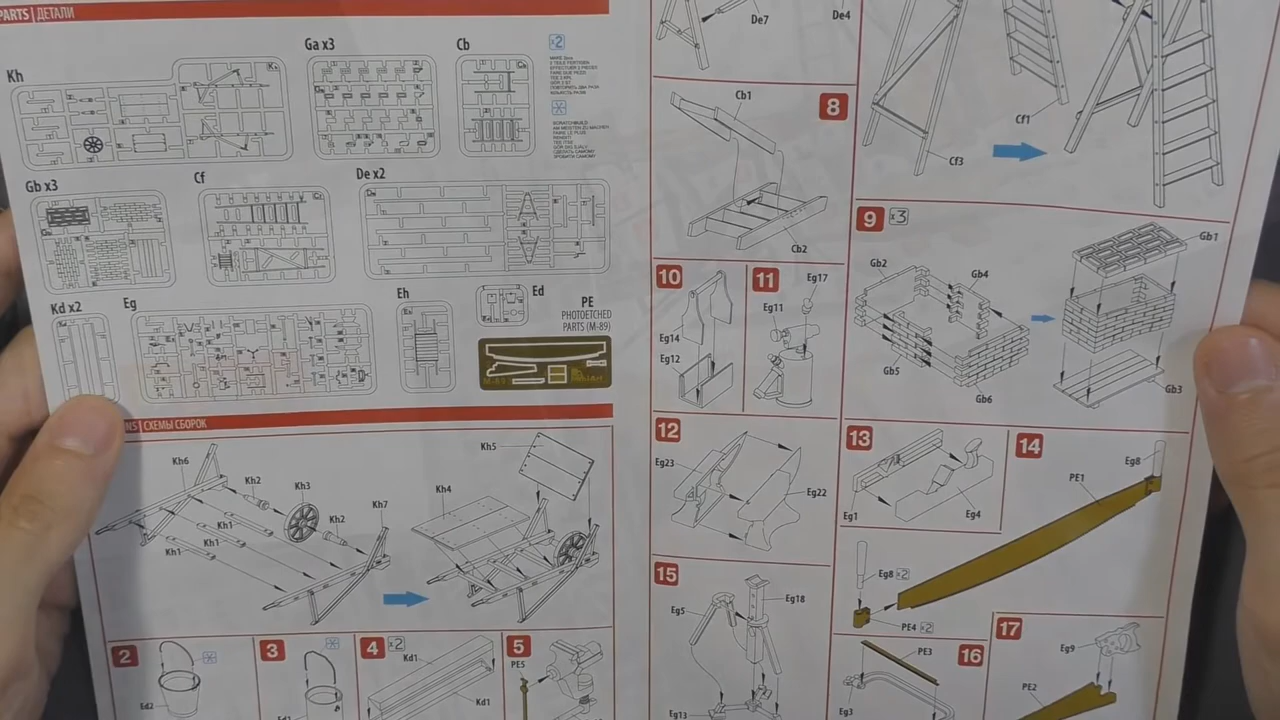 PARTS | ДЕТАЛИ
Kh
Ga x3
Cb
x2
Gb x3
Cf
De x2
Kd x2
Eg
Eh
Ed
PE
PHOTOETCHED
PARTS (M-89)
M-89
NS | СХЕМЫ СБОРОК
Kh6
Kh2
Kh3
Kh2
Kh7
Kh1
Kh1
Kh1
Kh4
Kh5
2
Ed2
3
Ed1
4
x2
Kd1
Kd1
5
PE5
De7
De4
Cf1
Cf3
8
Cb1
Cb2
9
x3
Gb2
Gb4
Gb5
Gb6
Gb1
Gb3
10
Eg14
Eg12
11
Eg17
Eg11
12
Eg23
Eg22
13
Eg1
Eg4
14
Eg8
PE1
Eg8 x2
PE4 x2
15
Eg5
Eg18
Eg13
16
PE3
Eg3
17
Eg9
PE2